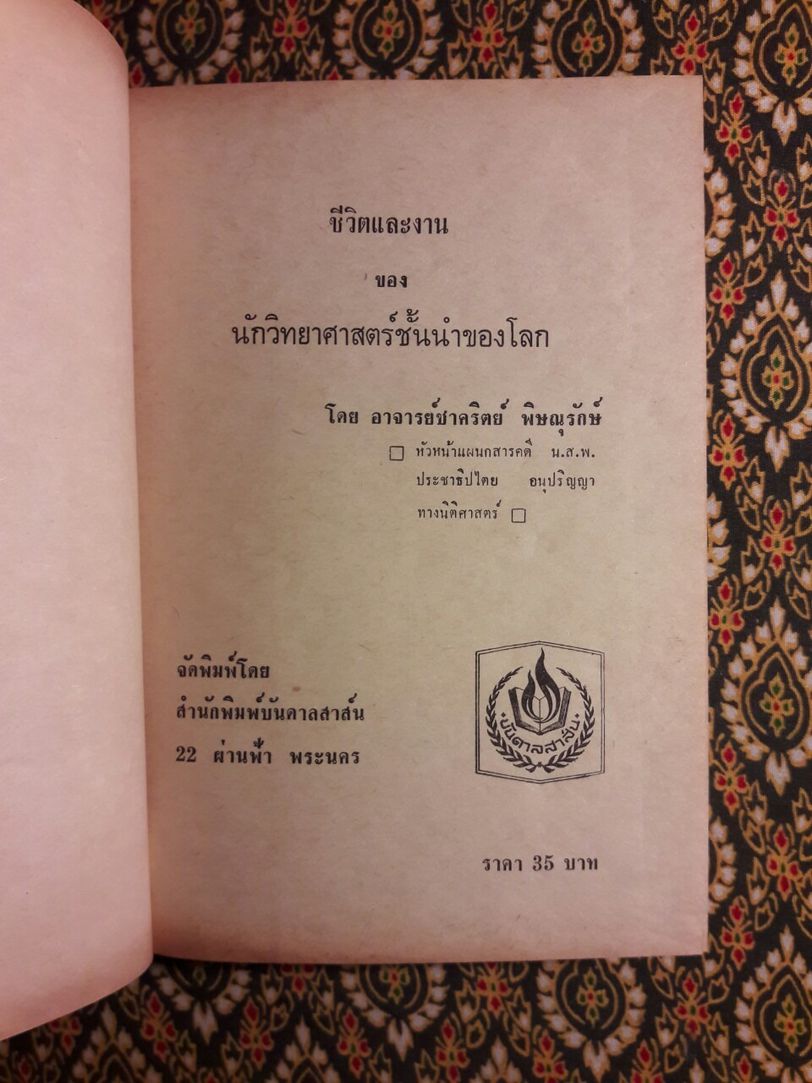 ชีวิตและงาน
ของ
นักวิทยาศาสตร์ชั้นนำของโลก
โดย อาจารย์ชาคริตย์ พิษณุรักษ์
หัวหน้าแผนกสารคดี น.ส.พ.
ประชาธิปไตย อนุปริญญา
ทางนิติศาสตร์
จัดพิมพ์โดย
สำนักพิมพ์บันดาลสาส์น
22 ผ่านฟ้า พระนคร
บันดาลสาส์น
ราคา 35 บาท